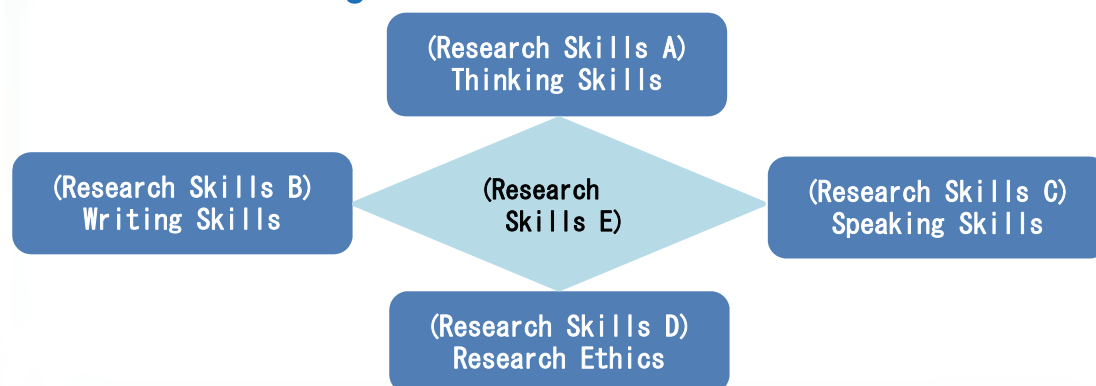 (Research Skills A)
Thinking Skills
(Research Skills B)
Writing Skills
(Research
Skills E)
(Research Skills C)
Speaking Skills
(Research Skills D)
Research Ethics